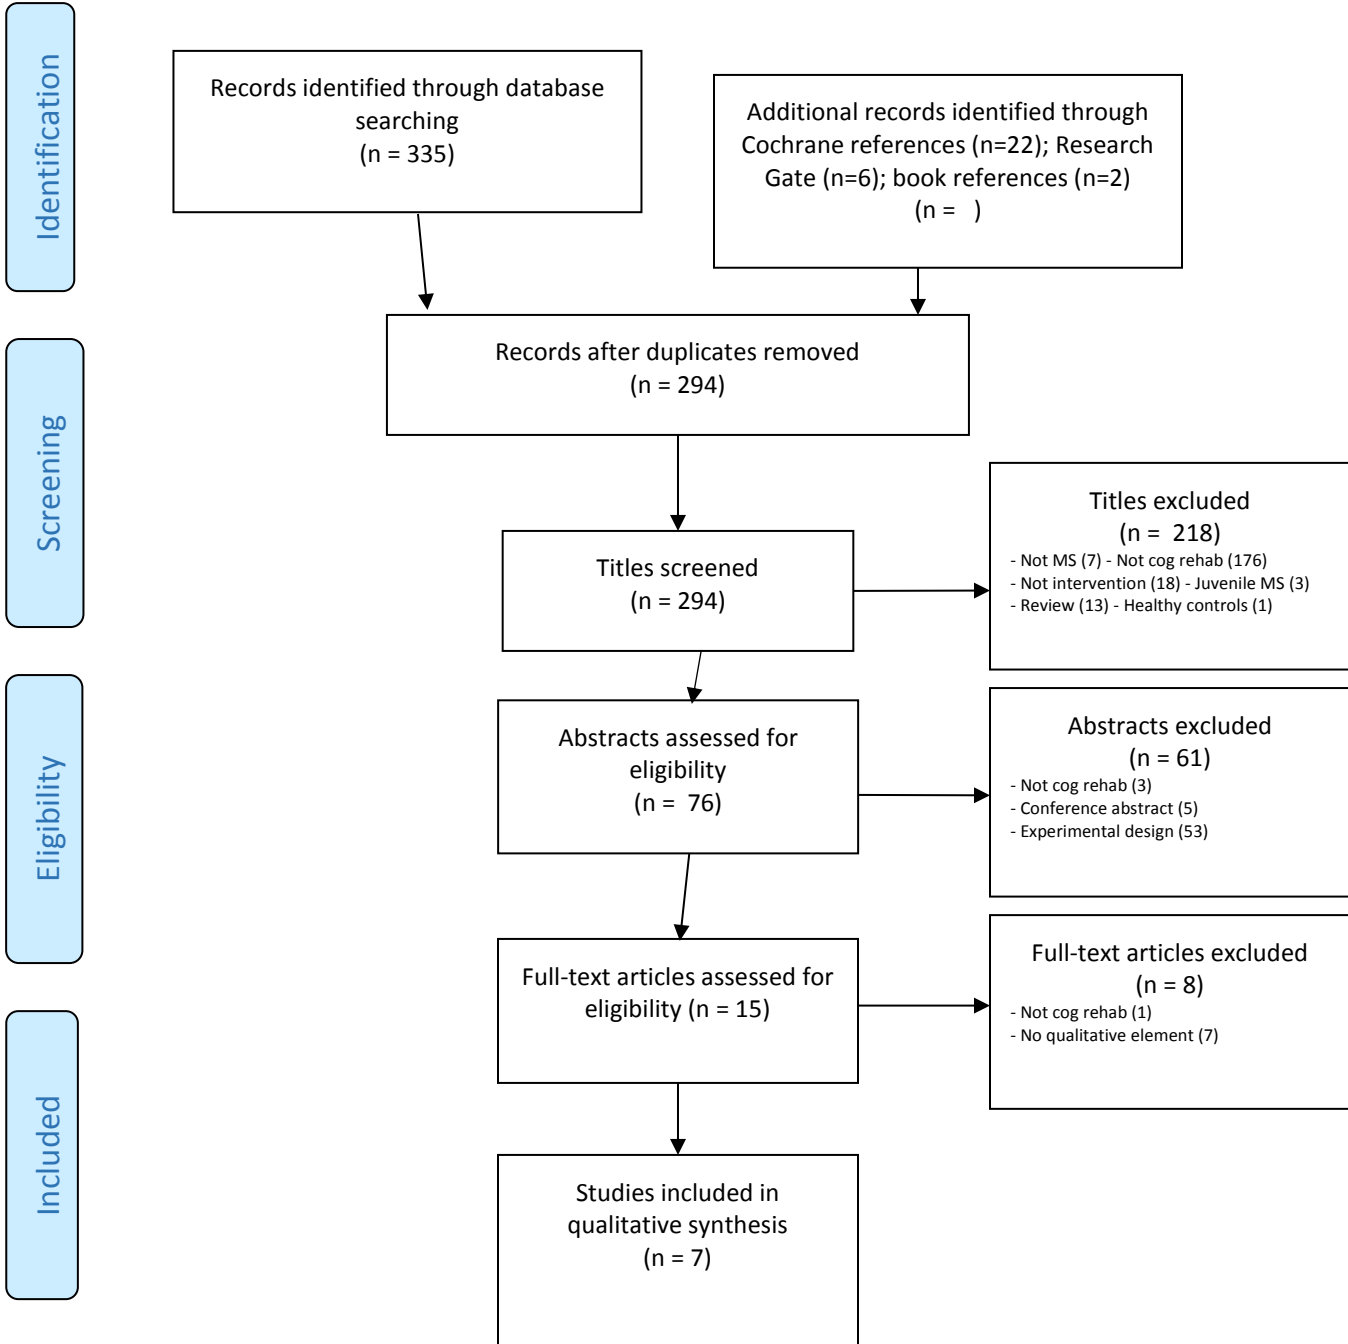 Identification
Records identified through database
searching
(n = 335)
Additional records identified through
Cochrane references (n=22); Research
Gate (n=6); book references (n=2)
(n =   )
Screening
Records after duplicates removed
(n = 294)
Titles screened
(n = 294)
Titles excluded
(n =  218)
- Not MS (7) - Not cog rehab (176)
- Not intervention (18) - Juvenile MS (3)
- Review (13) - Healthy controls (1)
Eligibility
Abstracts assessed for
eligibility
(n =  76)
Abstracts excluded
(n = 61)
- Not cog rehab (3)
- Conference abstract (5)
- Experimental design (53)
Full-text articles assessed for
eligibility (n = 15)
Full-text articles excluded
(n = 8)
- Not cog rehab (1)
- No qualitative element (7)
Included
Studies included in
qualitative synthesis
(n = 7)